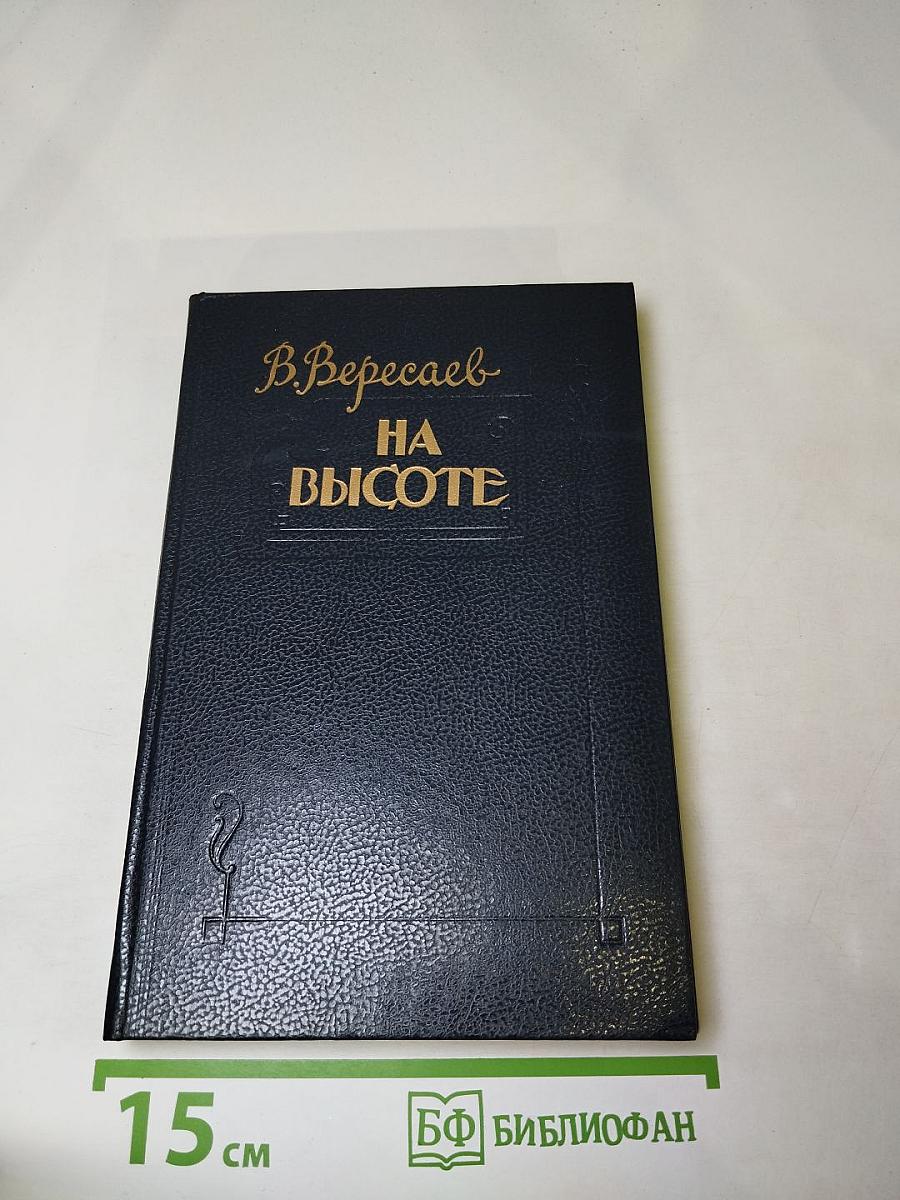 В. Вересаев
НА
ВЫСОТЕ
15 см
БФ БИБЛИОФАН